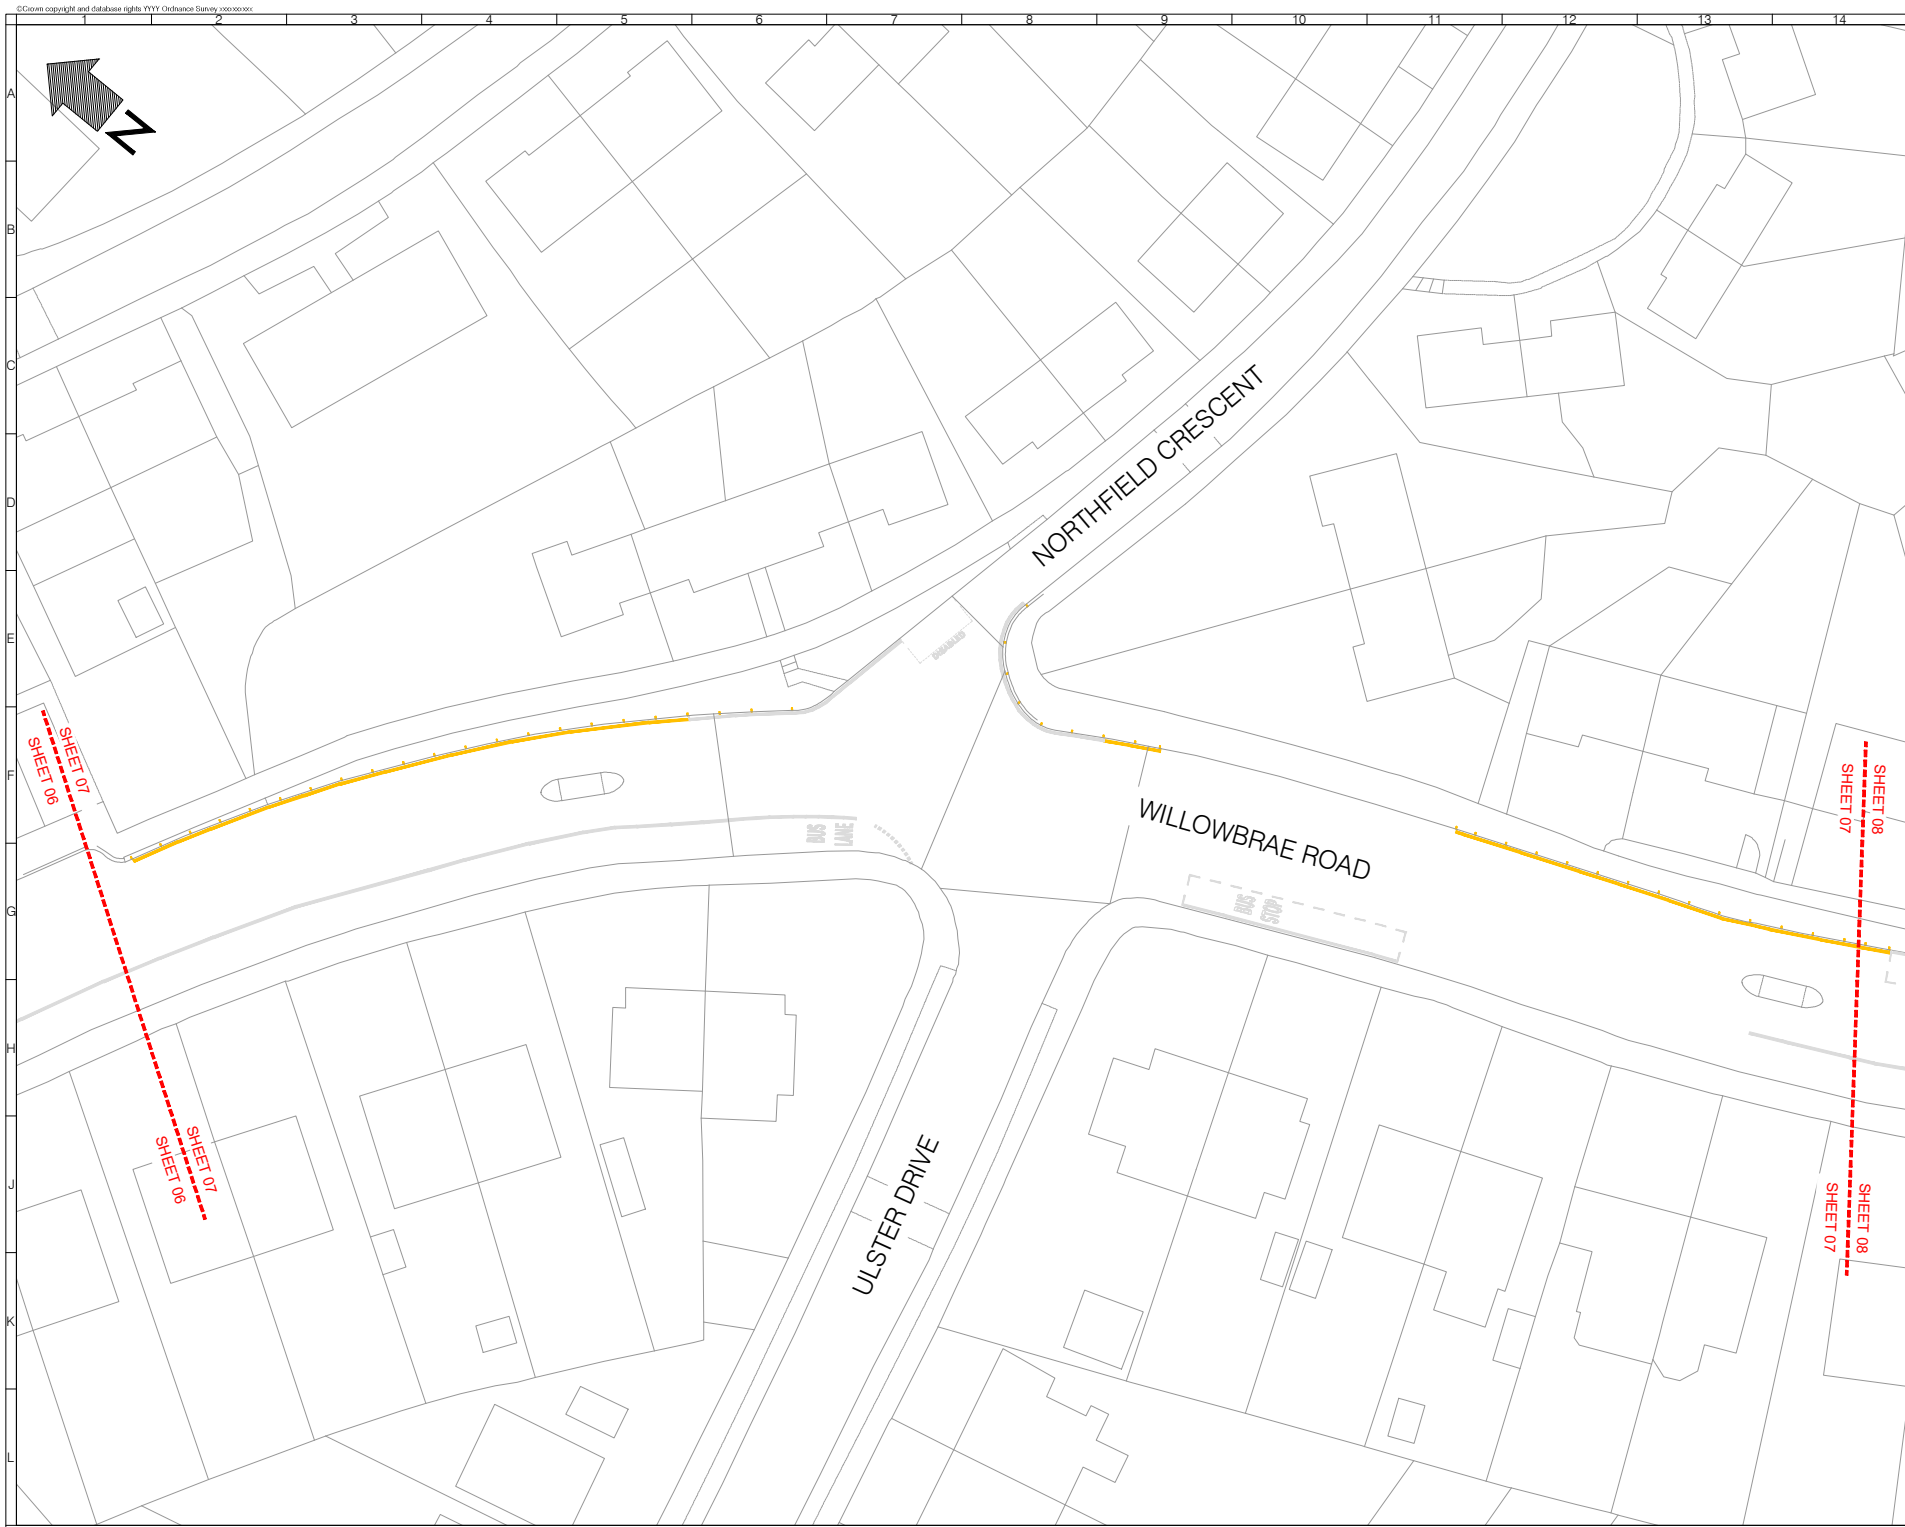 ©Crown copyright and database rights YYYY Ordnance Survey xxxxxxxxx
1 2 3 4 5 6 7 8 9 10 11 12 13 14
A
N
B
C
NORTHFIELD CRESCENT
D
E
DISABLED
F
SHEET 07
SHEET 06
SHEET 08
SHEET 07
BUS
LANE
WILLOWBRAE ROAD
G
BUS
STOP
H
J
SHEET 07
SHEET 06
ULSTER DRIVE
SHEET 08
SHEET 07
K
L